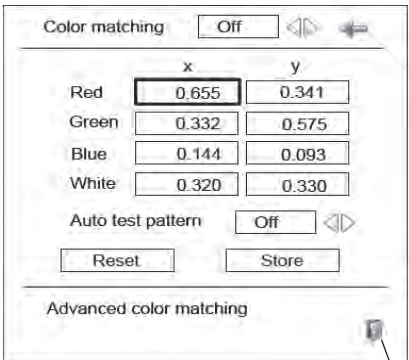 Color matching Off
x y
Red 0.655 0.341
Green 0.332 0.575
Blue 0.144 0.093
White 0.320 0.330
Auto test pattern Off
Reset Store
Advanced color matching